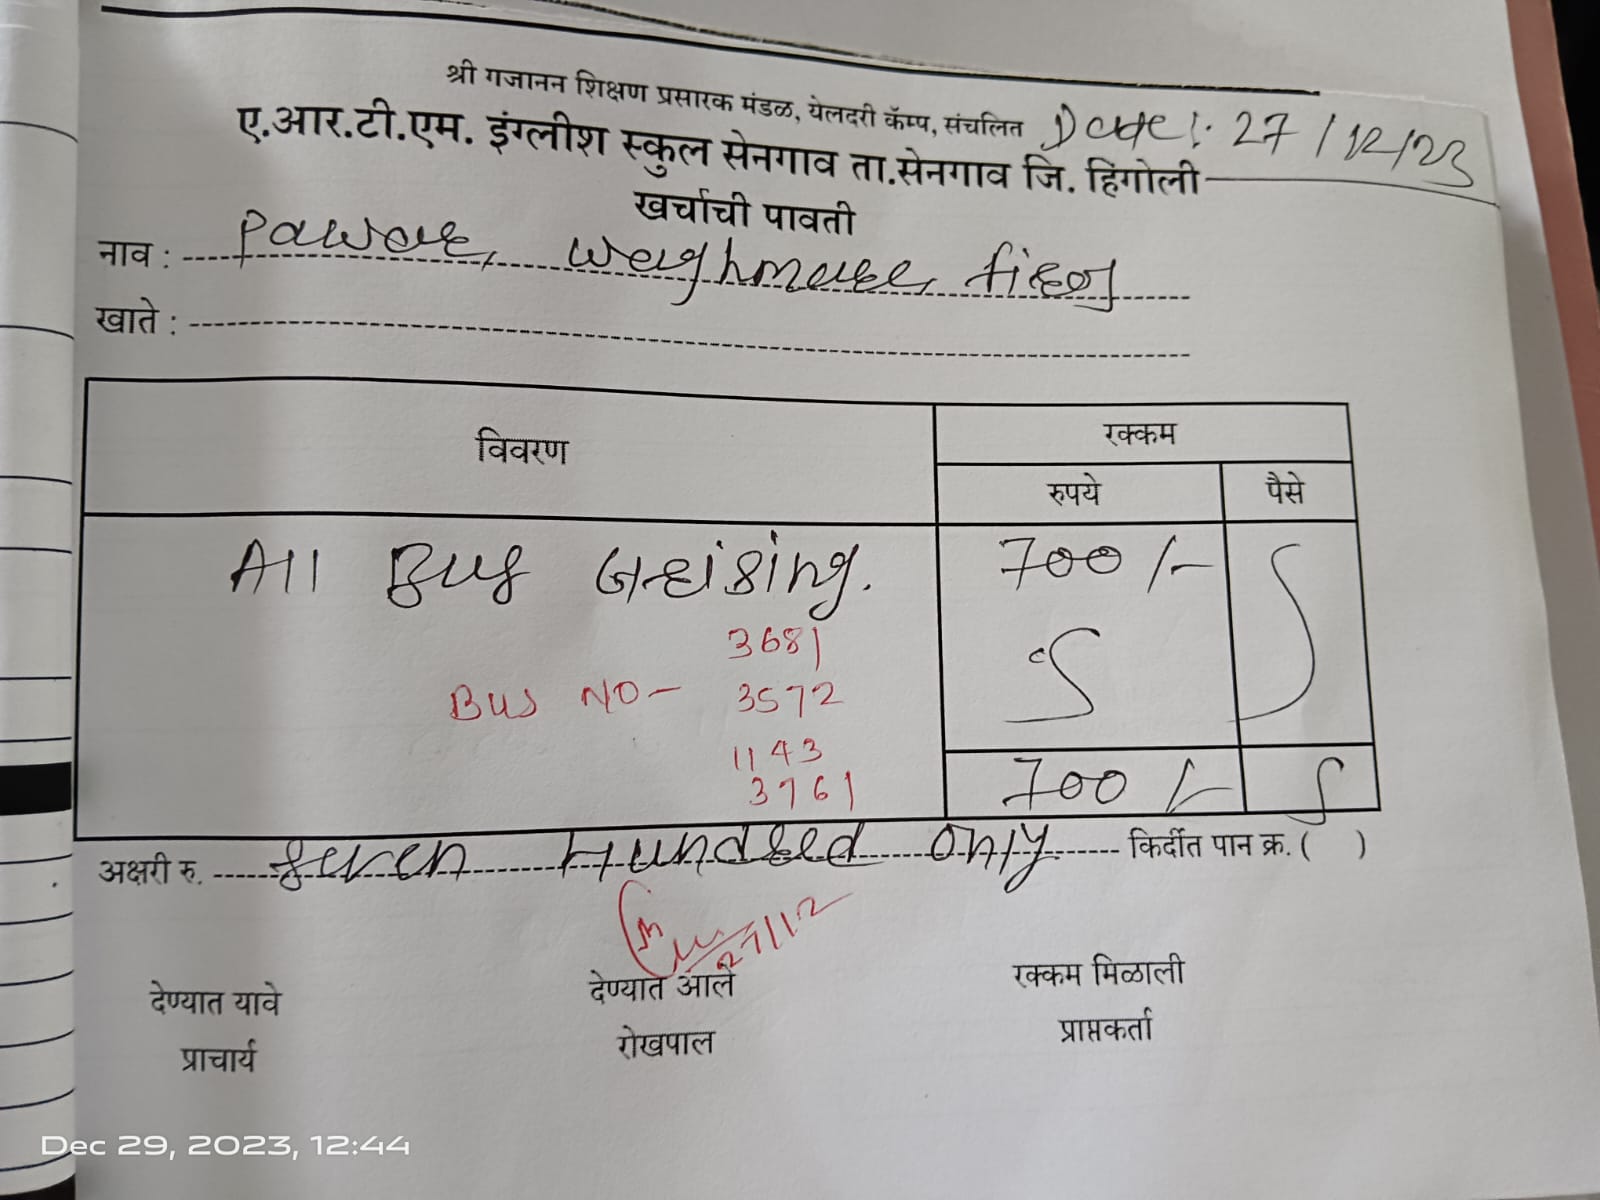 श्री गजानन शिक्षण प्रसारक मंडळ, येलदरी कॅम्प, संचलित
Date: 27/12/23
ए.आर.टी.एम. इंग्लीश स्कुल सेनगाव ता.सेनगाव जि. हिंगोली
खर्चाची पावती
नाव : Pawar,
खाते :
विवरण
रक्कम
रुपये पैसे
All Bus 700/-
3681
Bus NO- 3572
1143
3761
700/-
अक्षरी रु. Seven Hundred only किर्दीत पान क्र. ( )
27/12
देण्यात यावे देण्यात आले रक्कम मिळाली
प्राचार्य रोखपाल प्राप्तकर्ता
Dec 29, 2023, 12:44